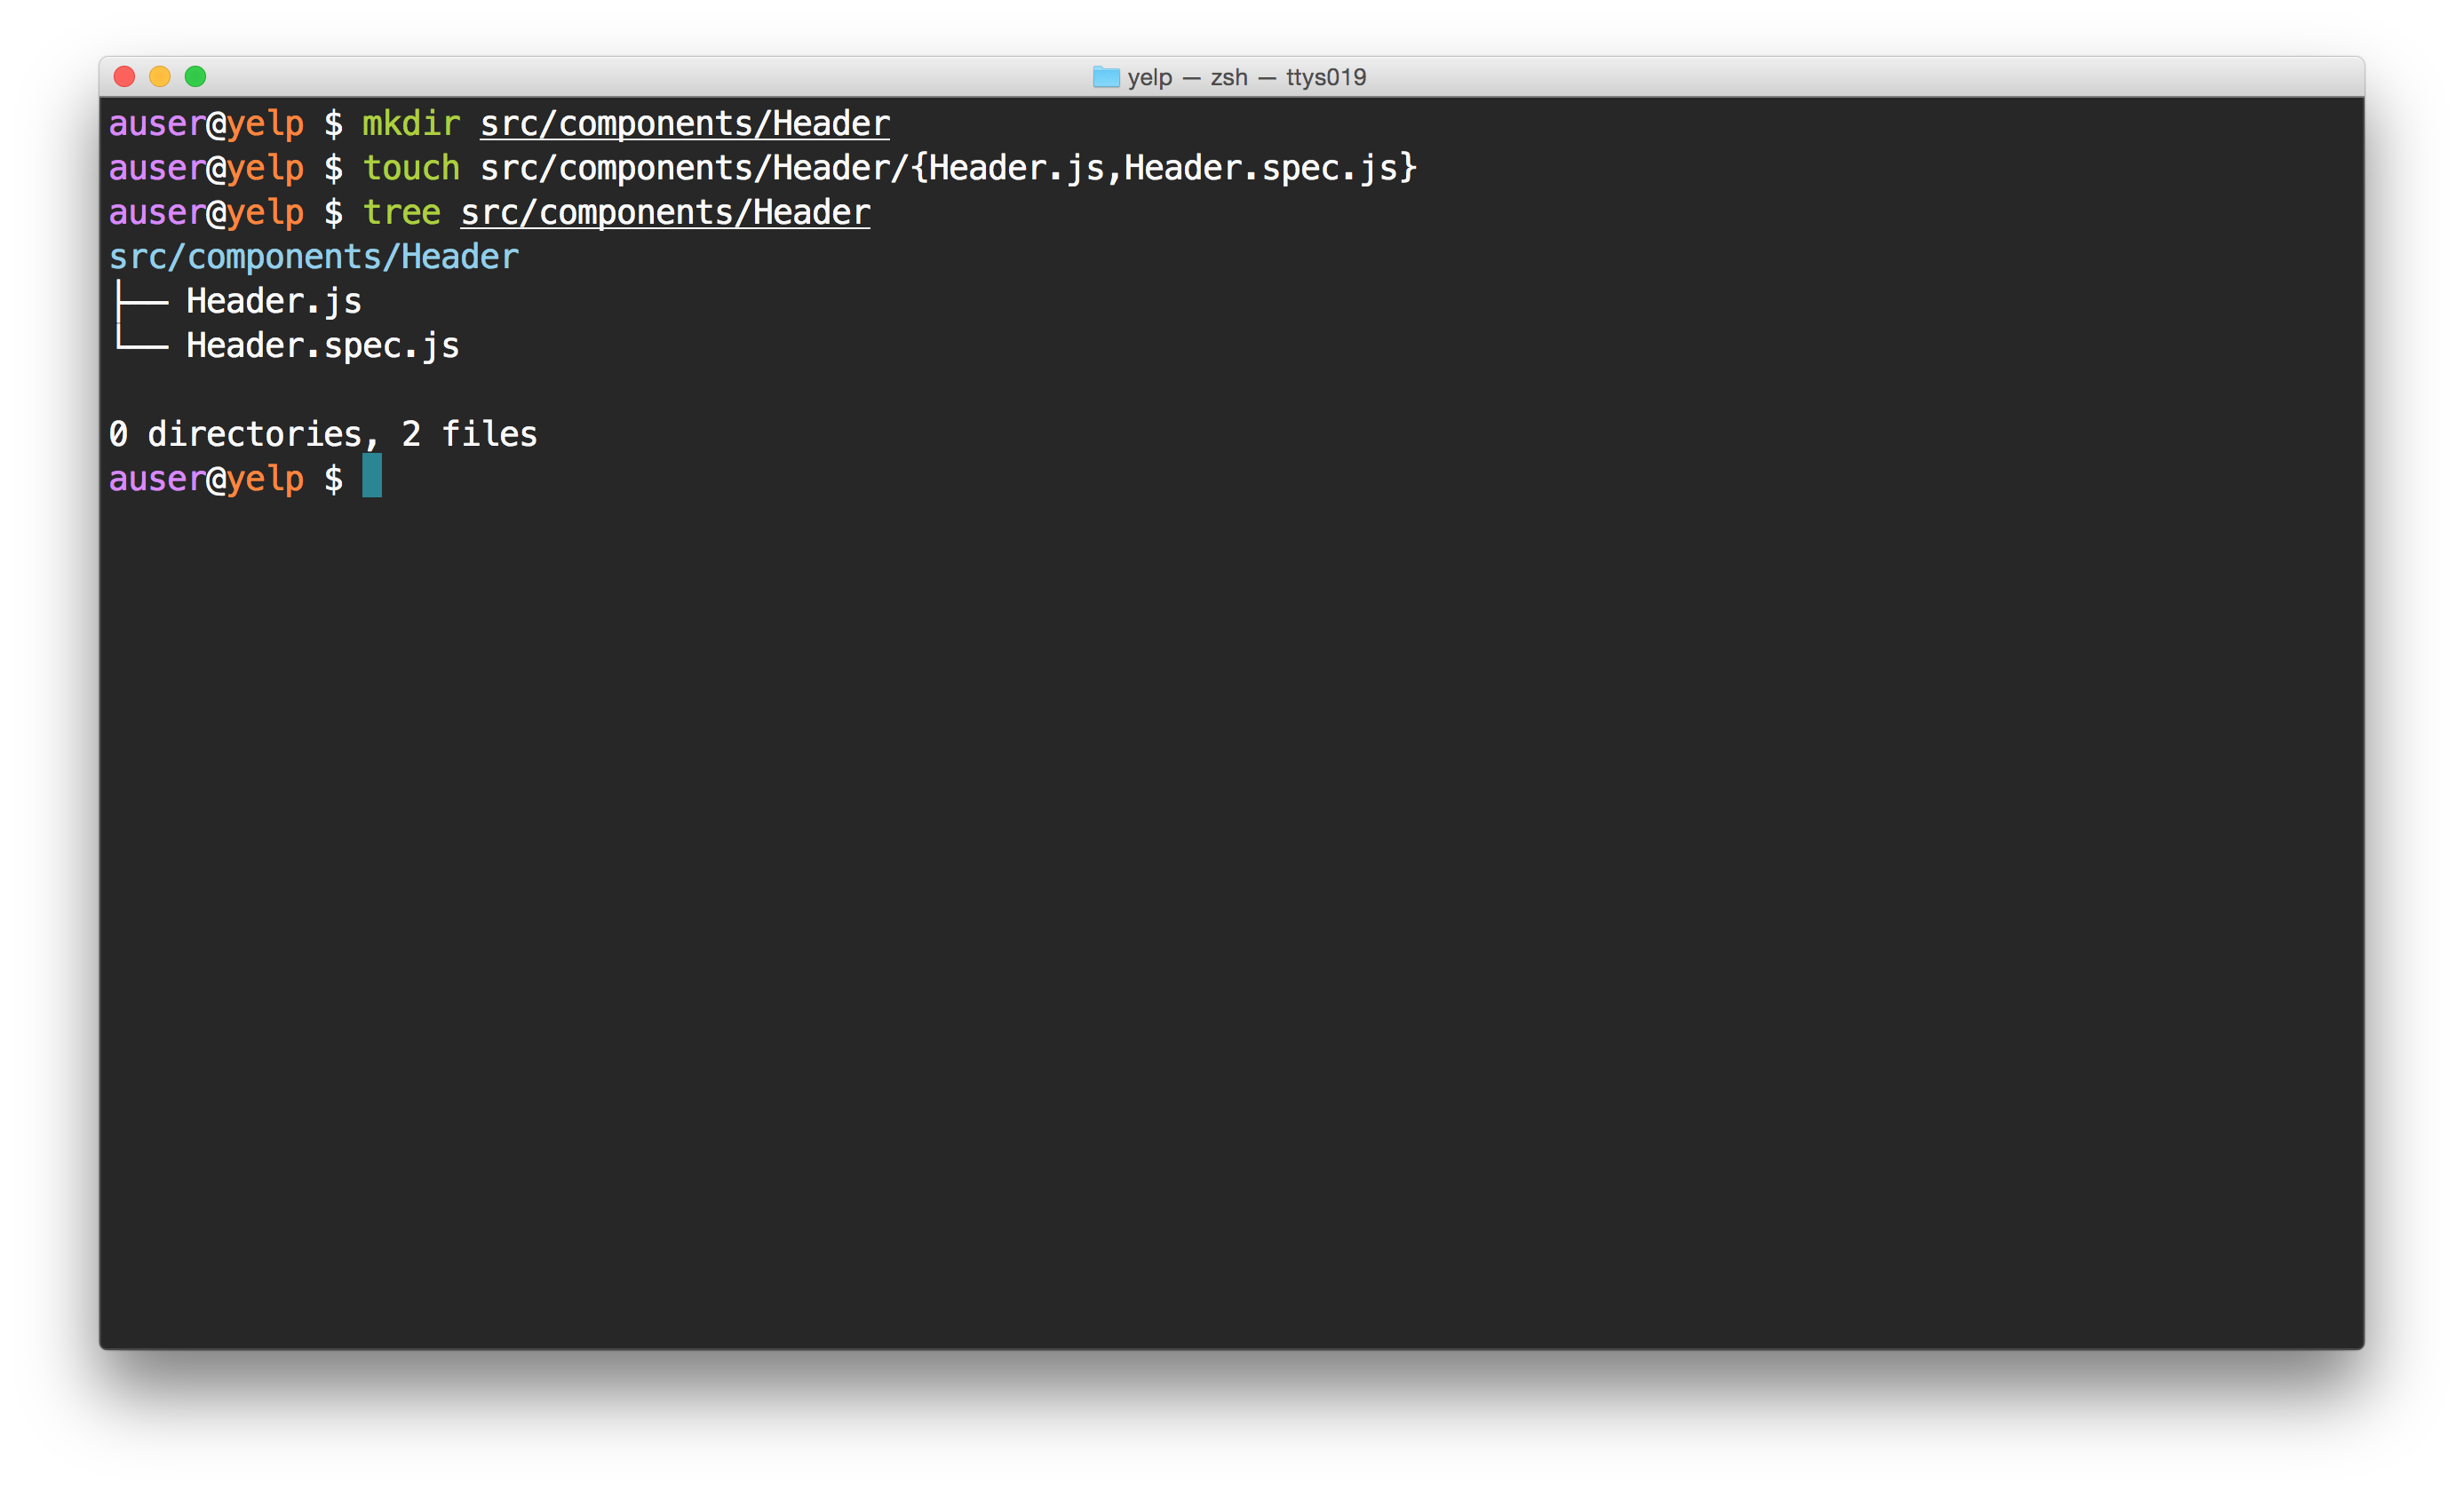 yelp — zsh — ttys019
auser@yelp $ mkdir src/components/Header
auser@yelp $ touch src/components/Header/{Header.js,Header.spec.js}
auser@yelp $ tree src/components/Header
src/components/Header
├── Header.js
└── Header.spec.js
0 directories, 2 files
auser@yelp $